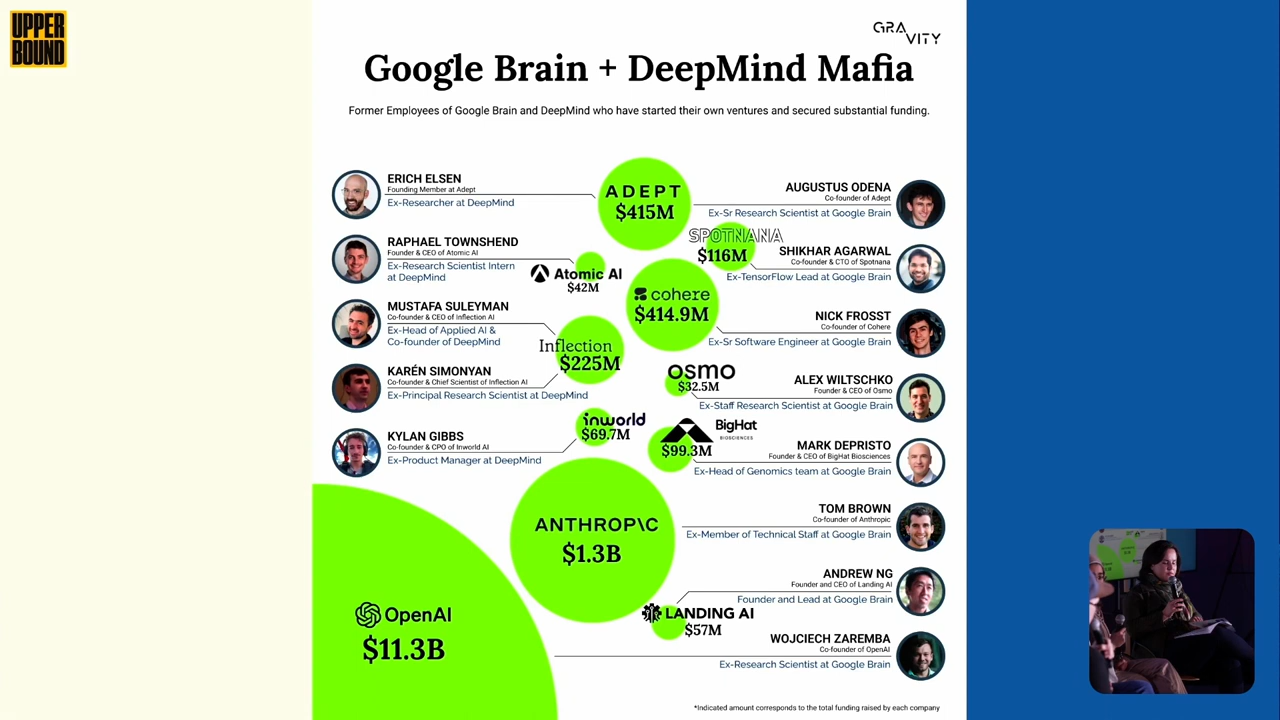 UPPER
BOUND
GRA
VITY
Google Brain + DeepMind Mafia
Former Employees of Google Brain and DeepMind who have started their own ventures and secured substantial funding.
ERICH ELSEN
Founding Member at Adept
Ex-Researcher at DeepMind
RAPHAEL TOWNSHEND
Founder & CEO of Atomic AI
Ex-Research Scientist Intern
at DeepMind
MUSTAFA SULEYMAN
Co-founder & CEO of Inflection AI
Ex-Head of Applied AI &
Co-founder of DeepMind
KARÉN SIMONYAN
Co-founder & Chief Scientist of Inflection AI
Ex-Principal Research Scientist at DeepMind
KYLAN GIBBS
Co-founder & CPO of Inworld AI
Ex-Product Manager at DeepMind
ADEPT
$415M
SPOTNANA
$116M
Atomic AI
$42M
cohere
$414.9M
Inflection
$225M
osmo
$32.5M
inworld
$69.7M
BigHat
BIOSCIENCES
$99.3M
ANTHROP\C
$1.3B
LANDING AI
$57M
OpenAI
$11.3B
AUGUSTUS ODENA
Co-founder of Adept
Ex-Sr Research Scientist at Google Brain
SHIKHAR AGARWAL
Co-founder & CTO of Spotnana
Ex-TensorFlow Lead at Google Brain
NICK FROSST
Co-founder of Cohere
Ex-Sr Software Engineer at Google Brain
ALEX WILTSCHKO
Founder & CEO of Osmo
Ex-Staff Research Scientist at Google Brain
MARK DEPRISTO
Founder & CEO of BigHat Biosciences
Ex-Head of Genomics team at Google Brain
TOM BROWN
Co-founder of Anthropic
Ex-Member of Technical Staff at Google Brain
ANDREW NG
Founder and CEO of Landing AI
Founder and Lead at Google Brain
WOJCIECH ZAREMBA
Co-founder of OpenAI
Ex-Research Scientist at Google Brain
*Indicated amount corresponds to the total funding raised by each company